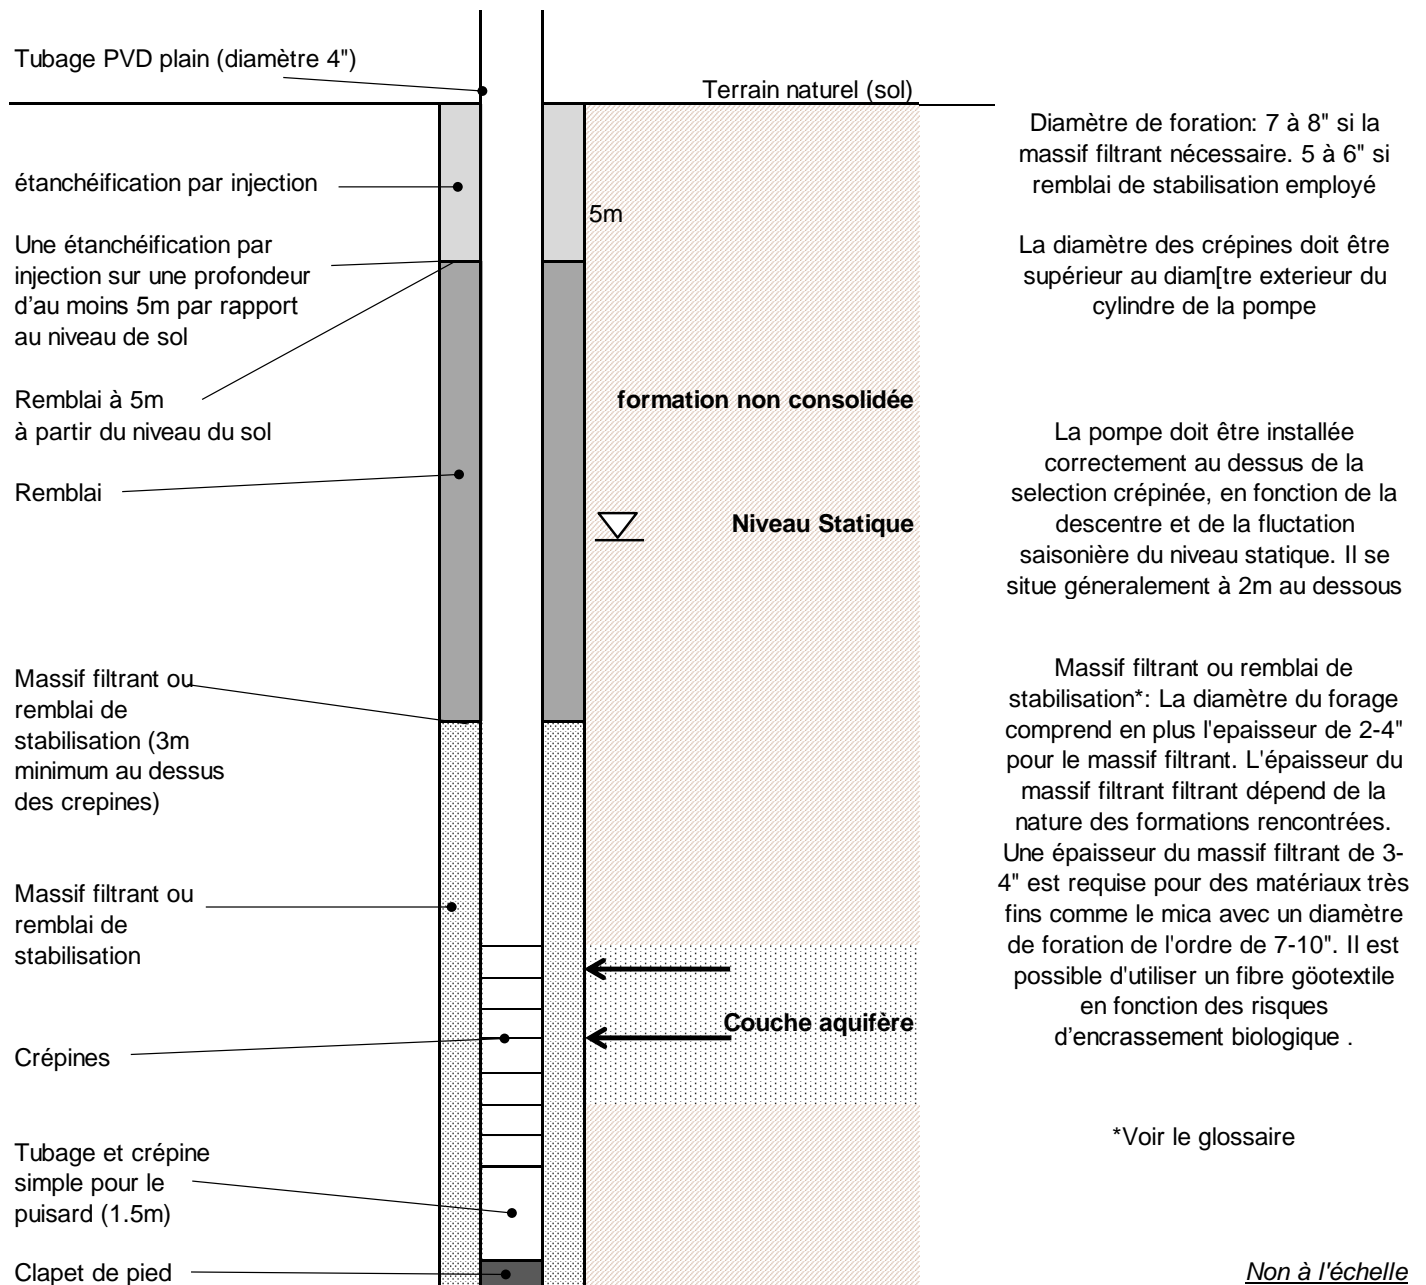 Tubage PVD plain (diamètre 4")
étanchéification par injection
Une étanchéification par
injection sur une profondeur
d'au moins 5m par rapport
au niveau de sol
Remblai à 5m
à partir du niveau du sol
Remblai
Massif filtrant ou
remblai de
stabilisation (3m
minimum au dessus
des crepines)
Massif filtrant ou
remblai de
stabilisation
Crépines
Tubage et crépine
simple pour le
puisard (1.5m)
Clapet de pied
Terrain naturel (sol)
5m
formation non consolidée
Niveau Statique
Couche aquifère
Diamètre de foration: 7 à 8" si la
massif filtrant nécessaire. 5 à 6" si
remblai de stabilisation employé
La diamètre des crépines doit être
supérieur au diam[tre exterieur du
cylindre de la pompe
La pompe doit être installée
correctement au dessus de la
selection crépinée, en fonction de la
descentre et de la fluctation
saisonière du niveau statique. Il se
situe géneralement à 2m au dessous
Massif filtrant ou remblai de
stabilisation*: La diamètre du forage
comprend en plus l'epaisseur de 2-4"
pour le massif filtrant. L'épaisseur du
massif filtrant filtrant dépend de la
nature des formations rencontrées.
Une épaisseur du massif filtrant de 3-
4" est requise pour des matériaux très
fins comme le mica avec un diamètre
de foration de l'ordre de 7-10". Il est
possible d'utiliser un fibre göotextile
en fonction des risques
d'encrassement biologique .
*Voir le glossaire
Non à l'échelle